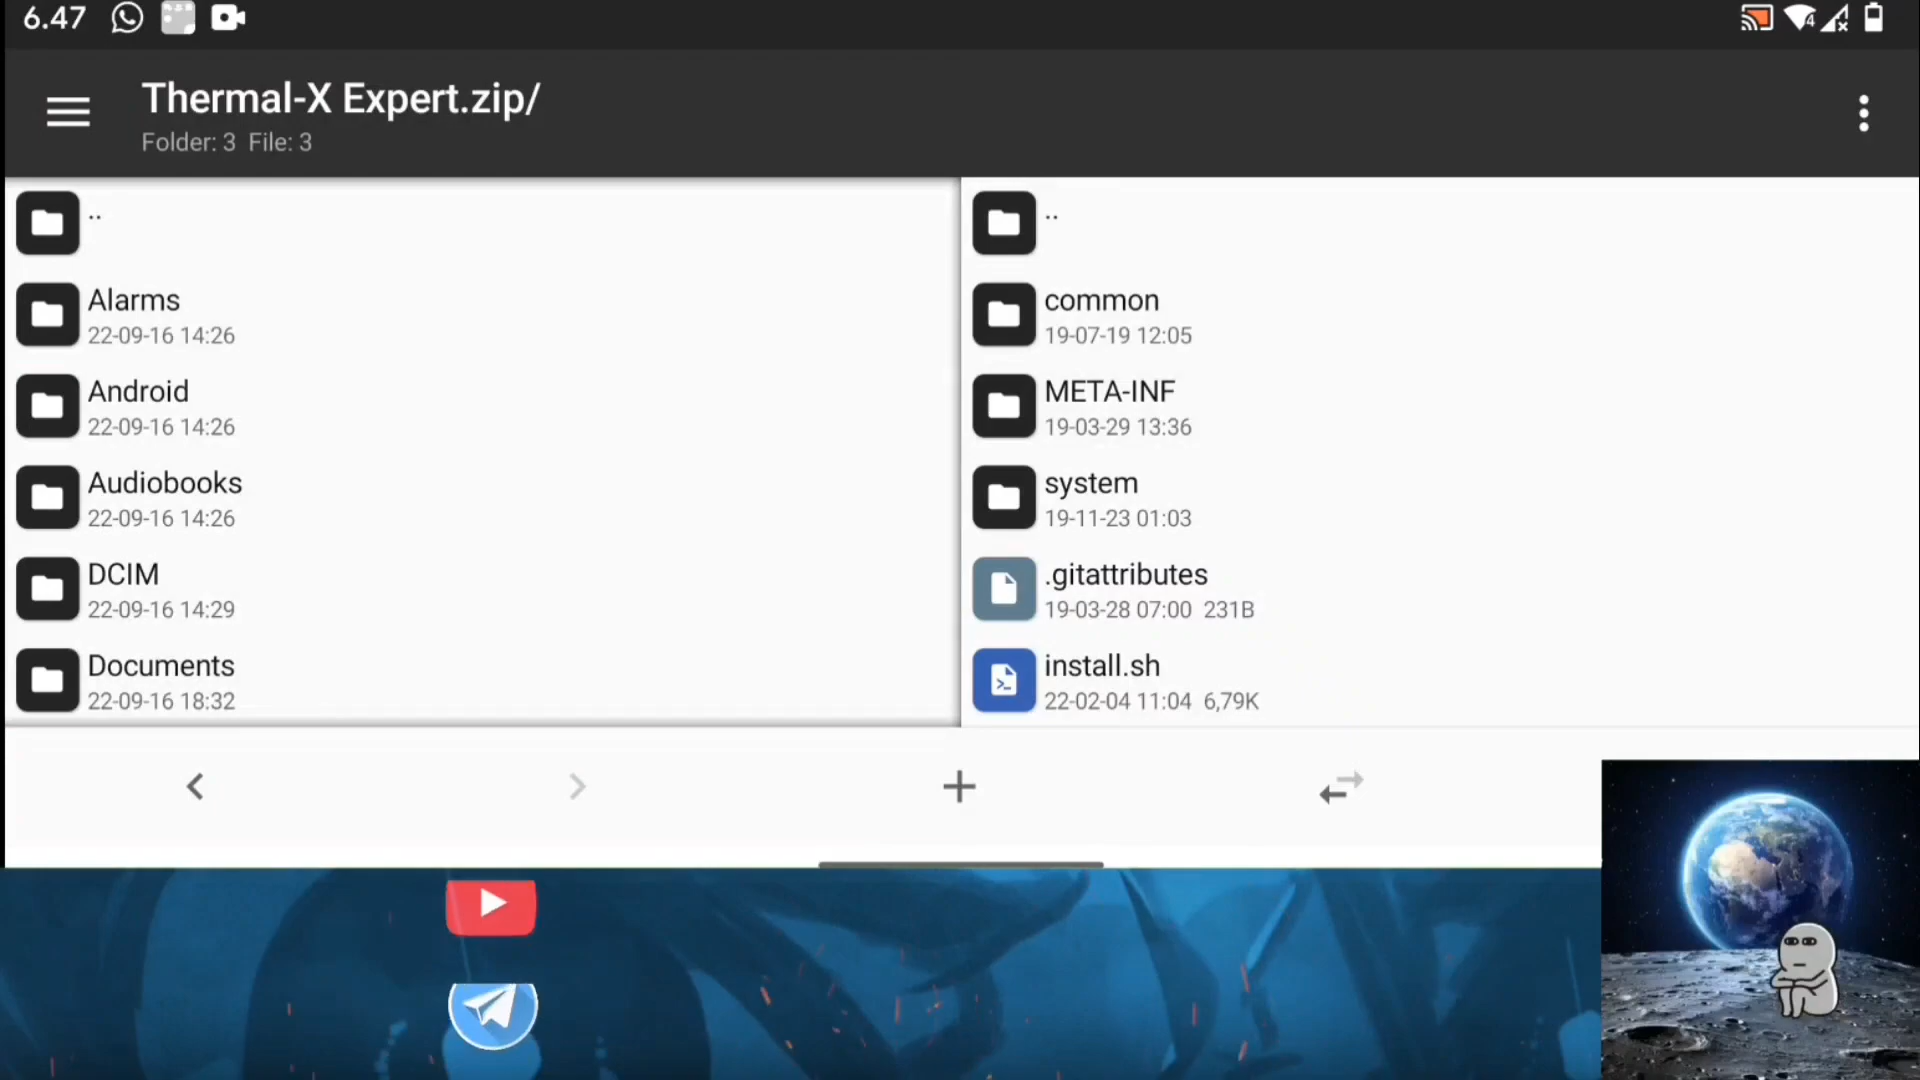 6.47
4
Thermal-X Expert.zip/
Folder: 3  File: 3
..
Alarms
22-09-16 14:26
Android
22-09-16 14:26
Audiobooks
22-09-16 14:26
DCIM
22-09-16 14:29
Documents
22-09-16 18:32
..
common
19-07-19 12:05
META-INF
19-03-29 13:36
system
19-11-23 01:03
.gitattributes
19-03-28 07:00  231B
install.sh
22-02-04 11:04  6,79K